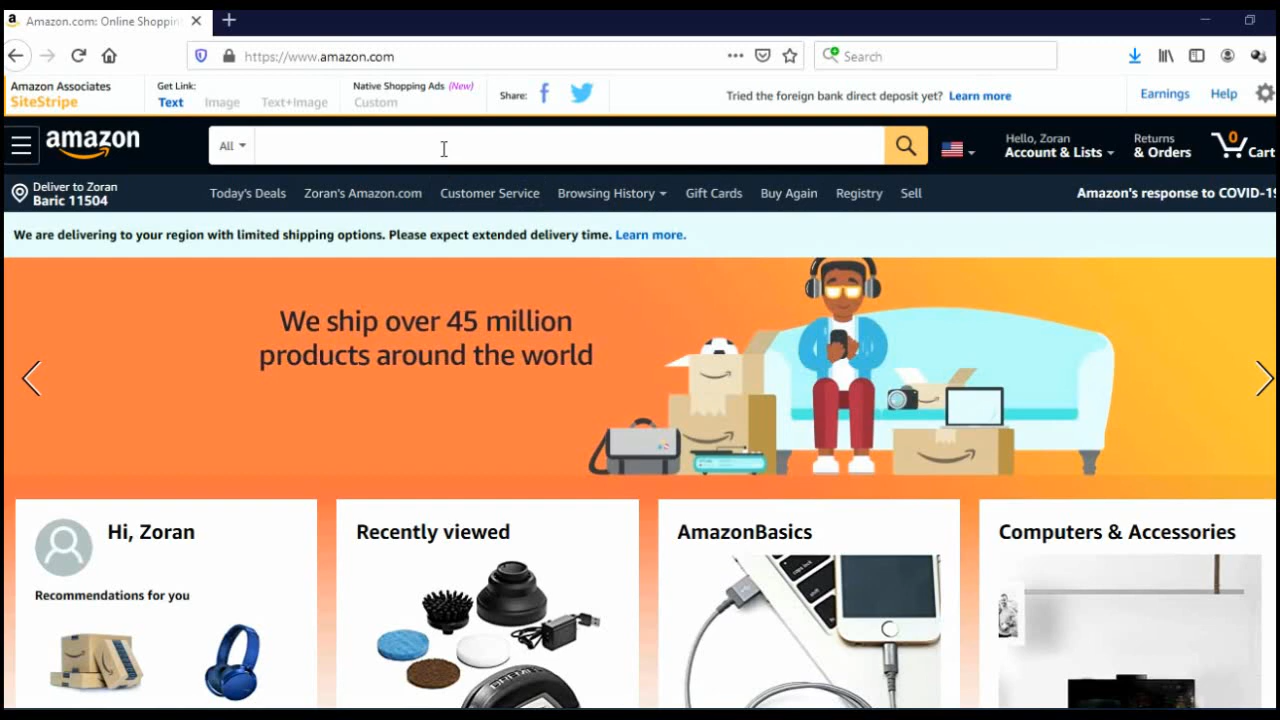 a Amazon.com: Online Shoppin
https://www.amazon.com
Search
Amazon Associates
SiteStripe
Get Link:
Text Image Text+Image
Native Shopping Ads (New)
Custom
Share:
Tried the foreign bank direct deposit yet? Learn more
Earnings Help
amazon
All
Hello, Zoran
Account & Lists
Returns
& Orders
0
Cart
Deliver to Zoran
Baric 11504
Today's Deals Zoran's Amazon.com Customer Service Browsing History Gift Cards Buy Again Registry Sell
Amazon's response to COVID-19
We are delivering to your region with limited shipping options. Please expect extended delivery time. Learn more.
We ship over 45 million
products around the world
Hi, Zoran
Recommendations for you
Recently viewed
AmazonBasics
Computers & Accessories
caps lock
DREMEL